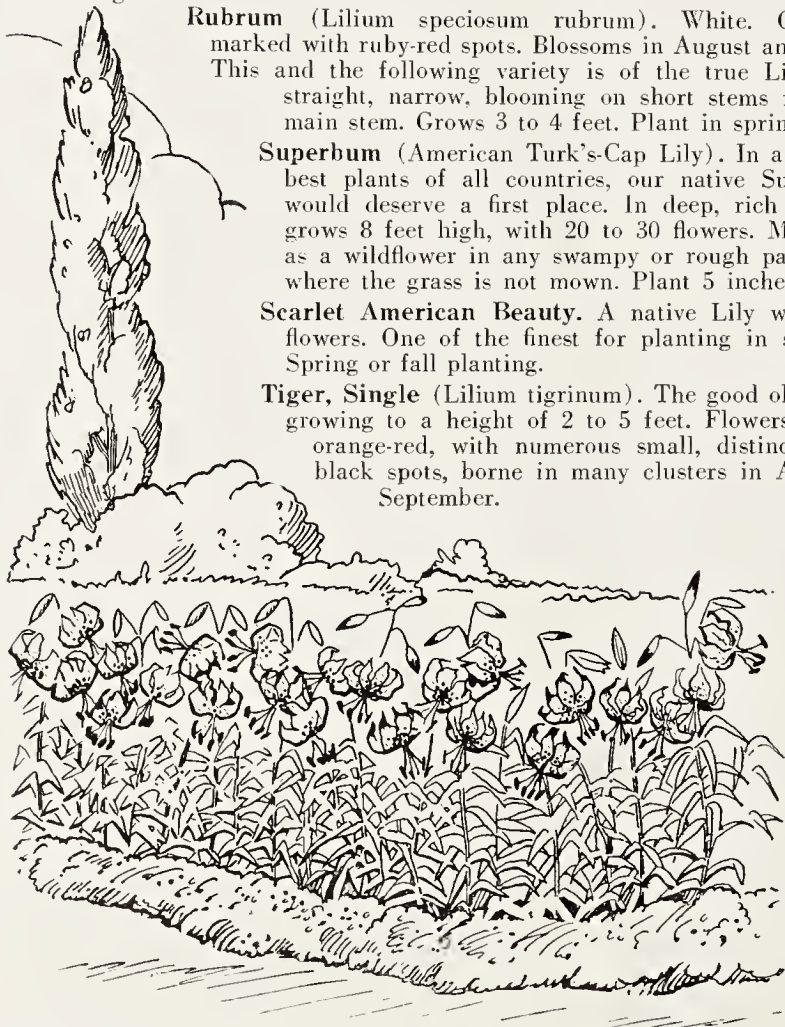 Rubrum (Lilium speciosum rubrum). White.
marked with ruby-red spots. Blossoms in August
This and the following variety is of the true
straight, narrow, blooming on short stems
main stem. Grows 3 to 4 feet. Plant in
Superbum (American Turk's-Cap Lily). In a
best plants of all countries, our native
would deserve a first place. In deep, rich
grows 8 feet high, with 20 to 30 flowers.
as a wildflower in any swampy or rough
where the grass is not mown. Plant 5
Scarlet American Beauty. A native Lily
flowers. One of the finest for planting in
Spring or fall planting.
Tiger, Single (Lilium tigrinum). The good
growing to a height of 2 to 5 feet. Flowers
orange-red, with numerous small,
black spots, borne in many clusters in
September.